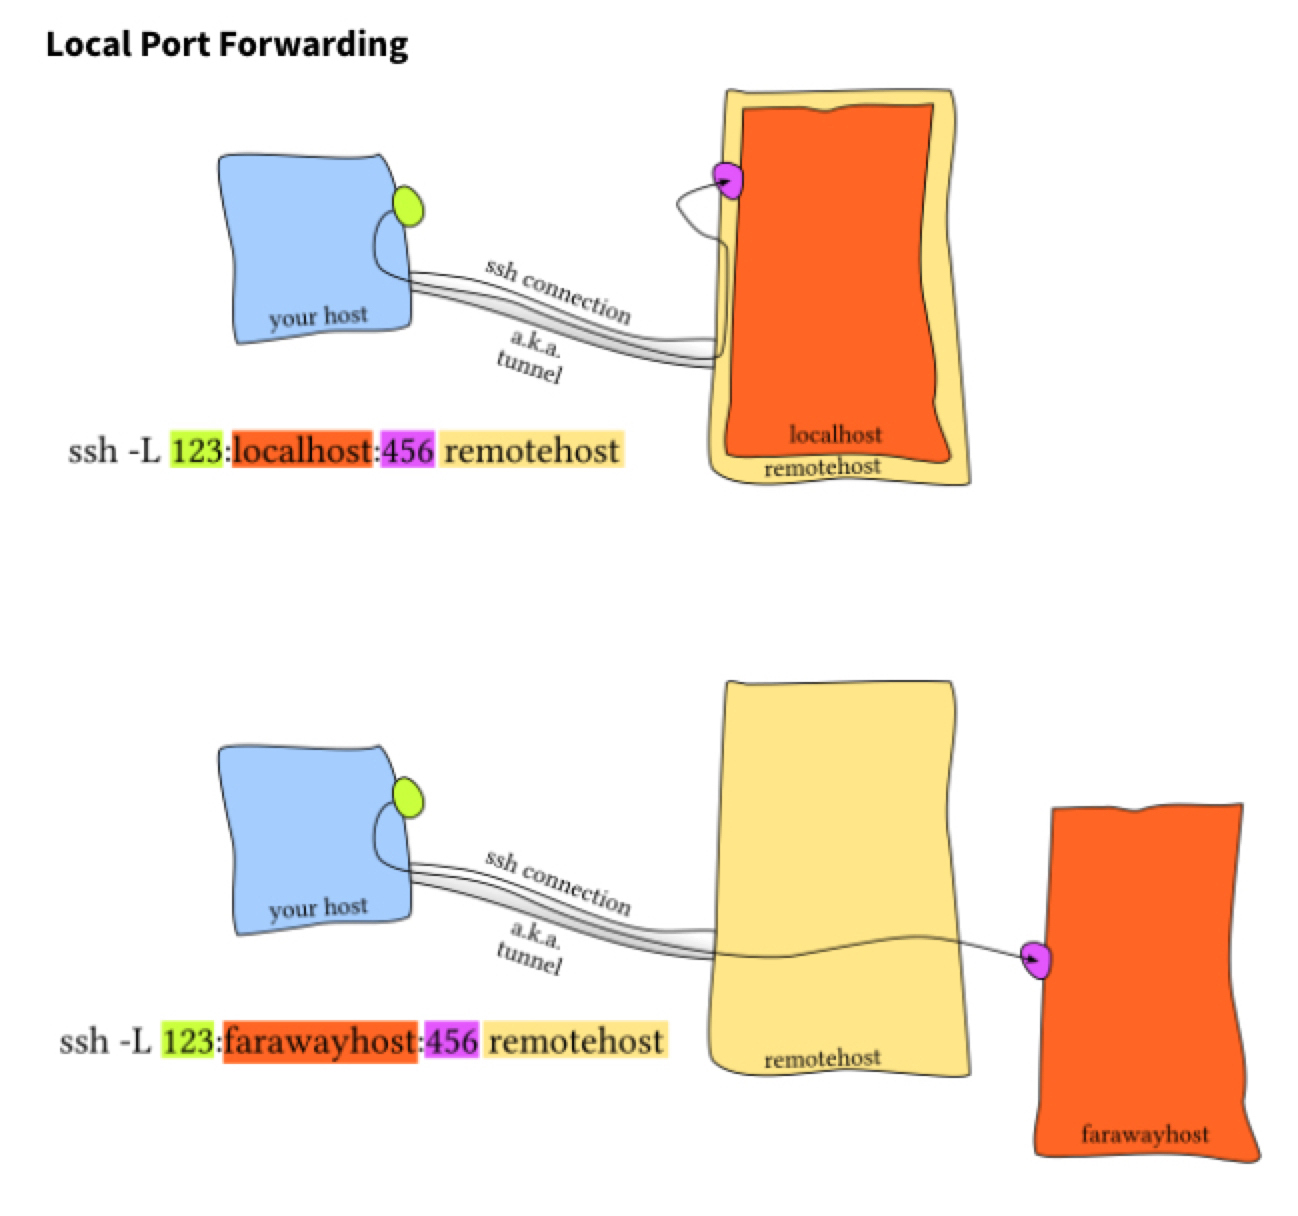 Local Port Forwarding
ssh connection
a.k.a.
tunnel
your host
localhost
remotehost
ssh -L 123:localhost:456 remotehost
ssh connection
a.k.a.
tunnel
your host
remotehost
ssh -L 123:farawayhost:456 remotehost
farawayhost